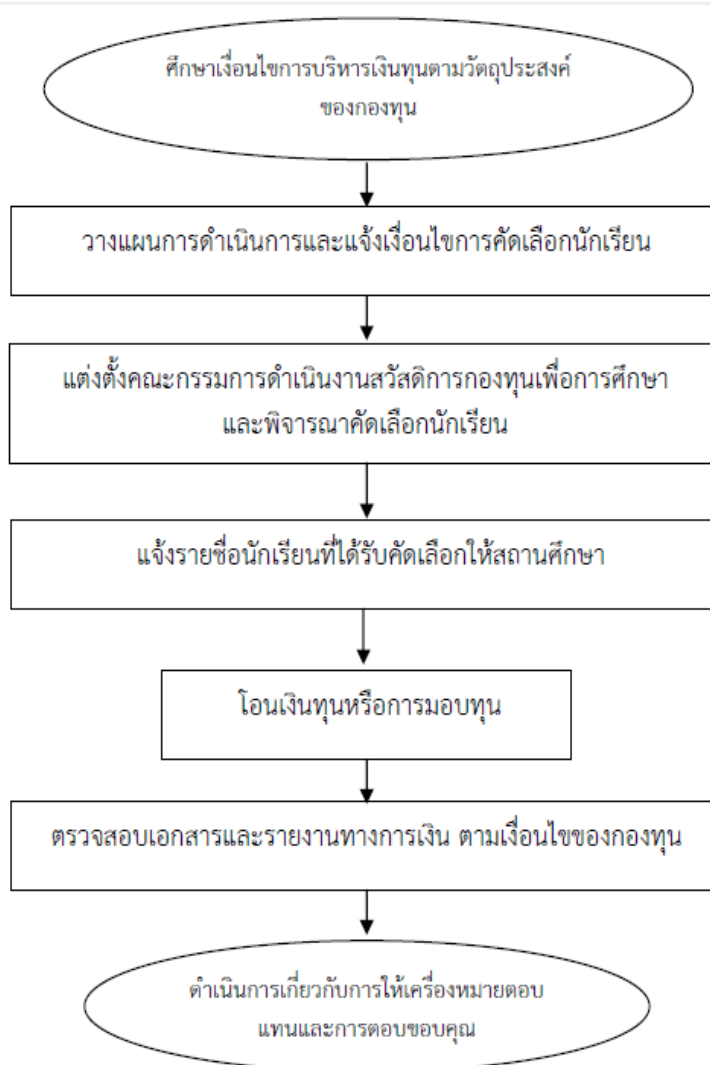 ศึกษาเงื่อนไขการบริหารเงินทุนตามวัตถุประสงค์
ของกองทุน
วางแผนการดำเนินการและแจ้งเงื่อนไขการคัดเลือกนักเรียน
แต่งตั้งคณะกรรมการดำเนินงานสวัสดิการกองทุนเพื่อการศึกษา
และพิจารณาคัดเลือกนักเรียน
แจ้งรายชื่อนักเรียนที่ได้รับคัดเลือกให้สถานศึกษา
โอนเงินทุนหรือการมอบทุน
ตรวจสอบเอกสารและรายงานทางการเงิน ตามเงื่อนไขของกองทุน
ดำเนินการเกี่ยวกับการให้เครื่องหมายตอบ
แทนและการตอบขอบคุณ